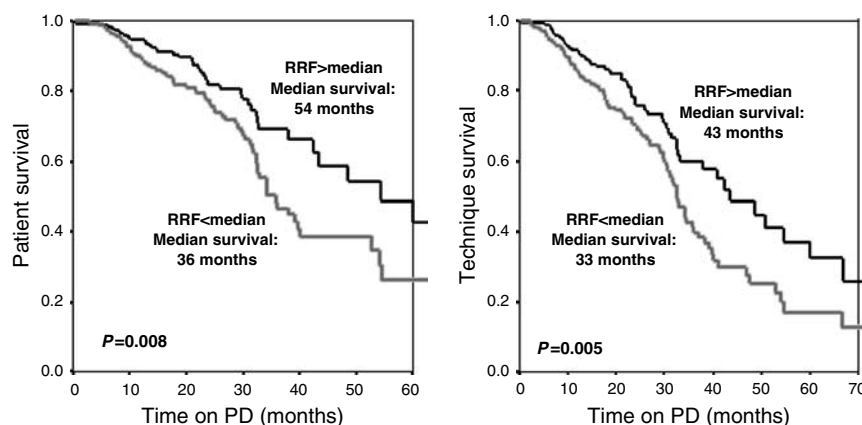 1.0
0.8
0.6
0.4
0.2
0.0
Patient survival
RRF>median
Median survival:
54 months
RRF<median
Median survival:
36 months
P=0.008
0 10 20 30 40 50 60
Time on PD (months)
1.0
0.8
0.6
0.4
0.2
0.0
Technique survival
RRF>median
Median survival:
43 months
RRF<median
Median survival:
33 months
P=0.005
0 10 20 30 40 50 60 70
Time on PD (months)